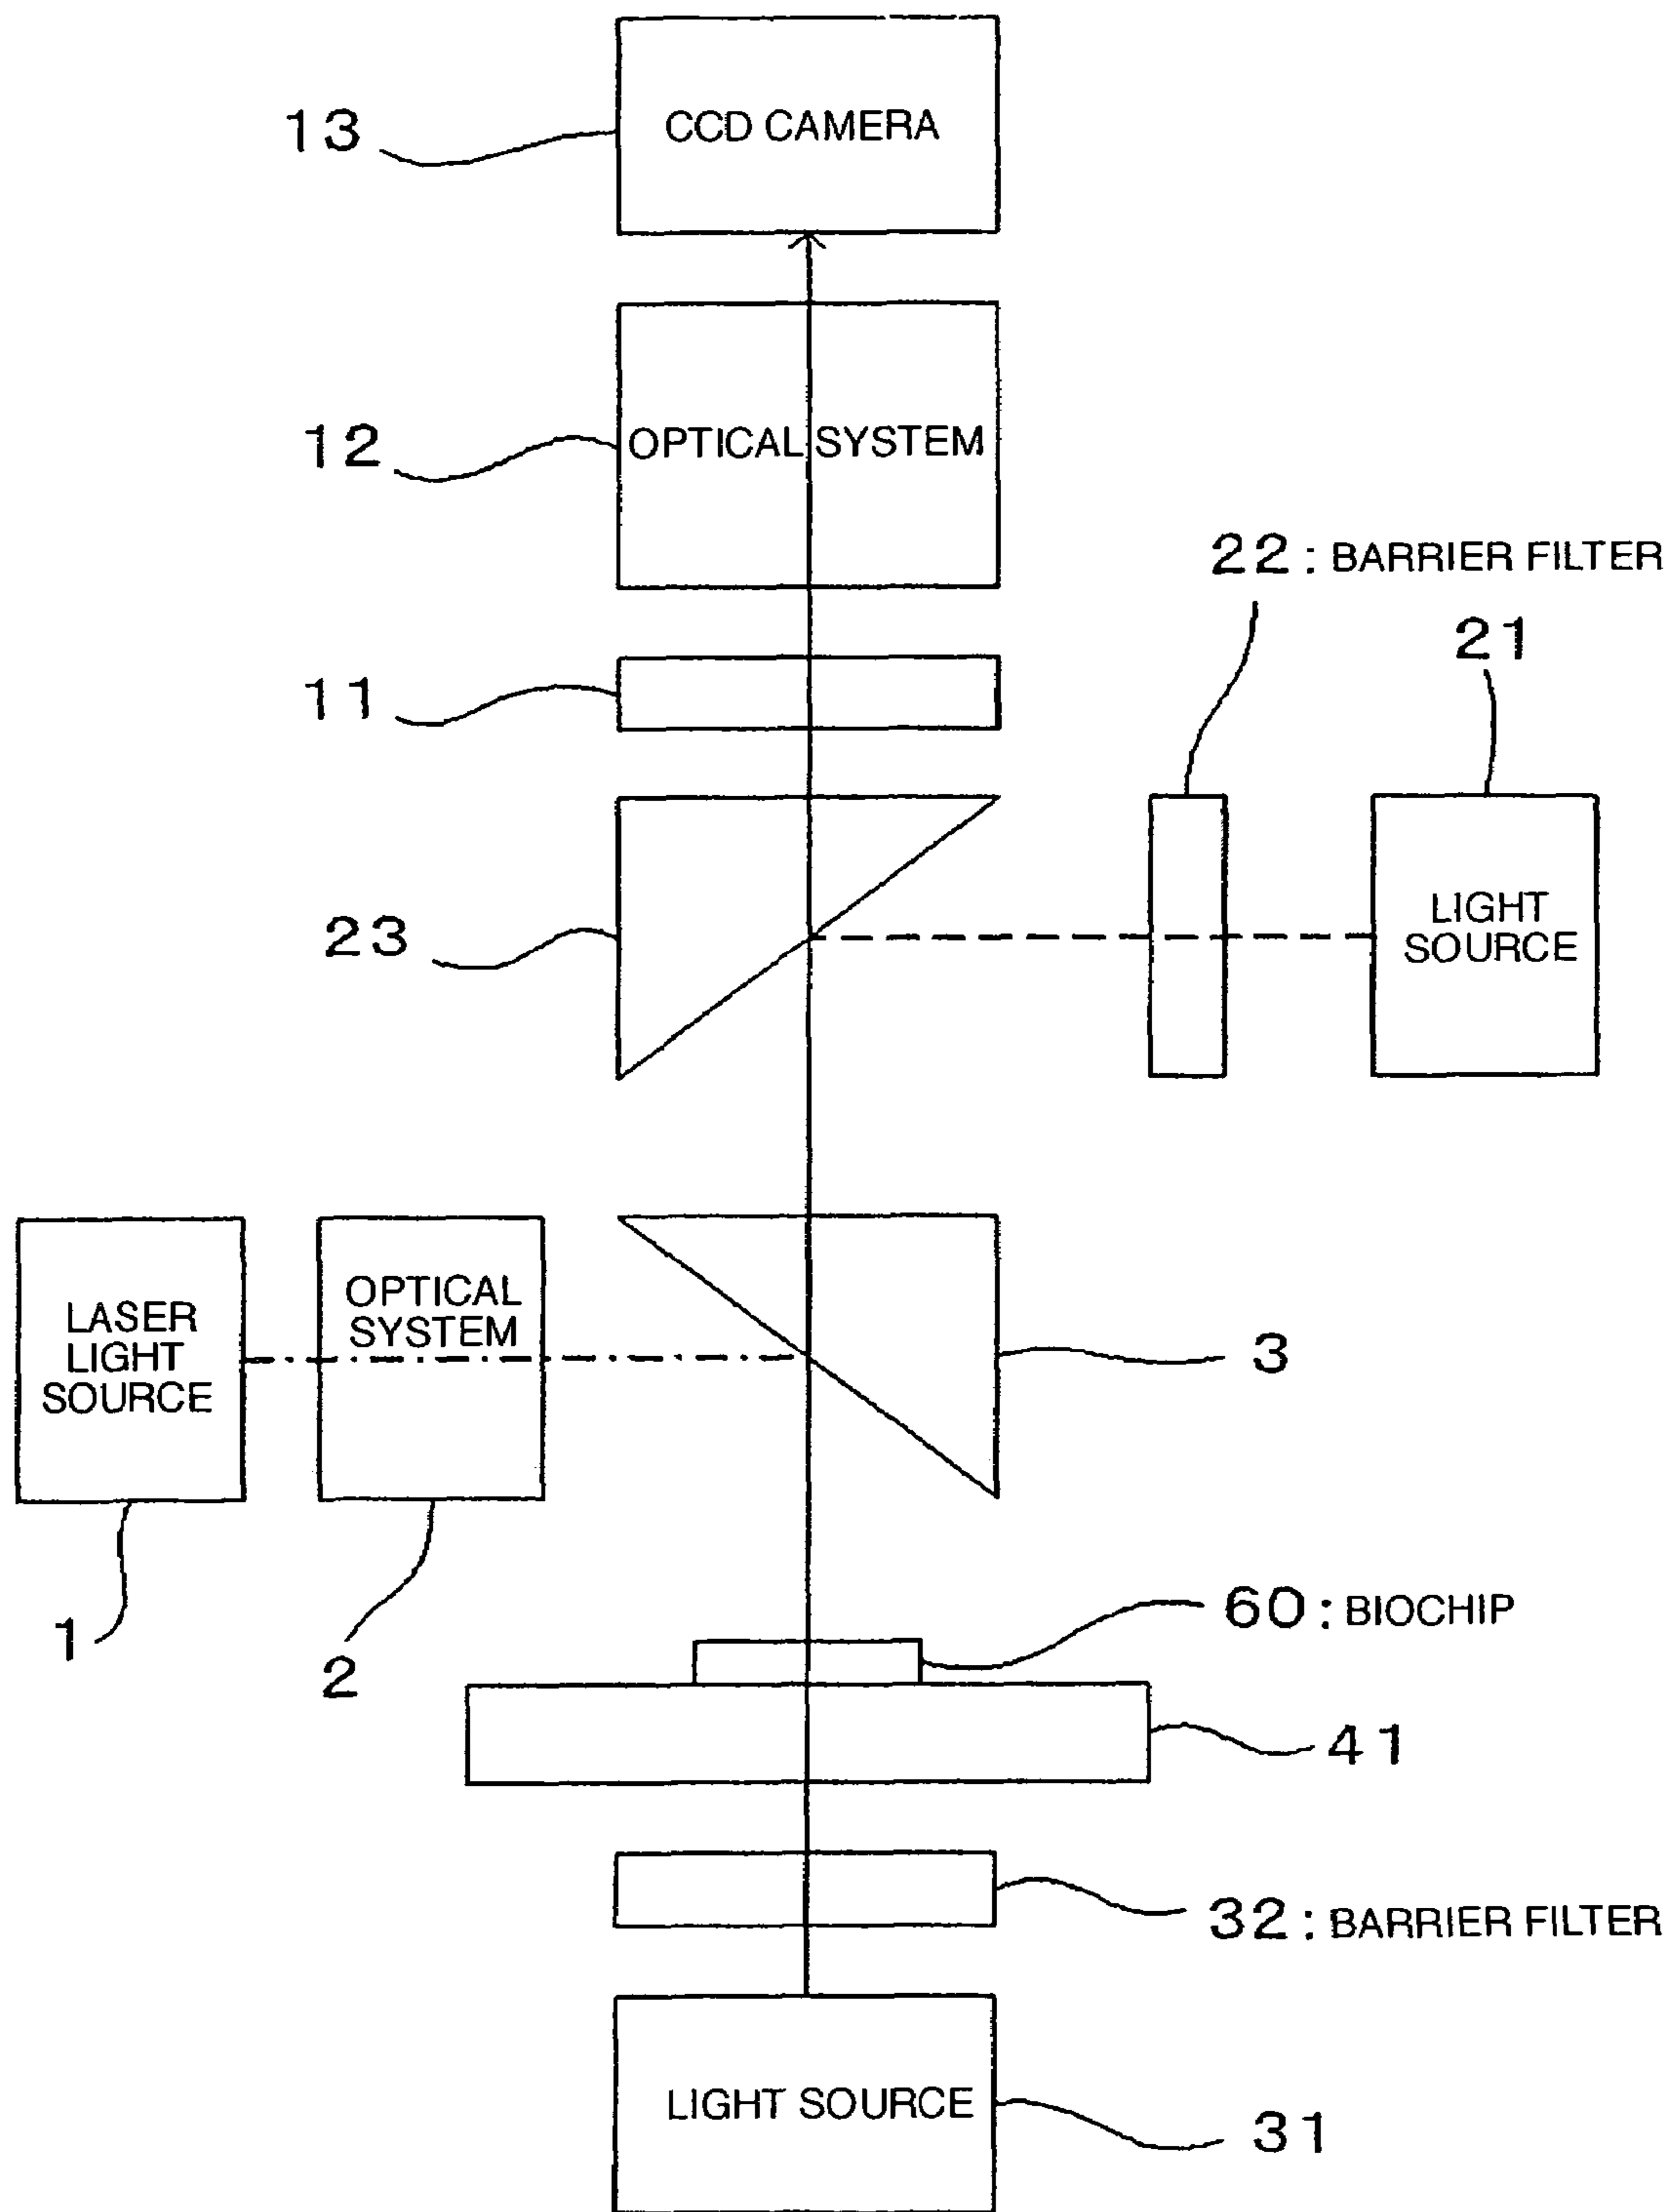 CCD CAMERA
13
OPTICAL SYSTEM
12
22 : BARRIER FILTER
21
11
LIGHT
SOURCE
23
LASER
LIGHT
SOURCE
OPTICAL
SYSTEM
3
1
2
60 : BIOCHIP
41
32 : BARRIER FILTER
LIGHT SOURCE
31